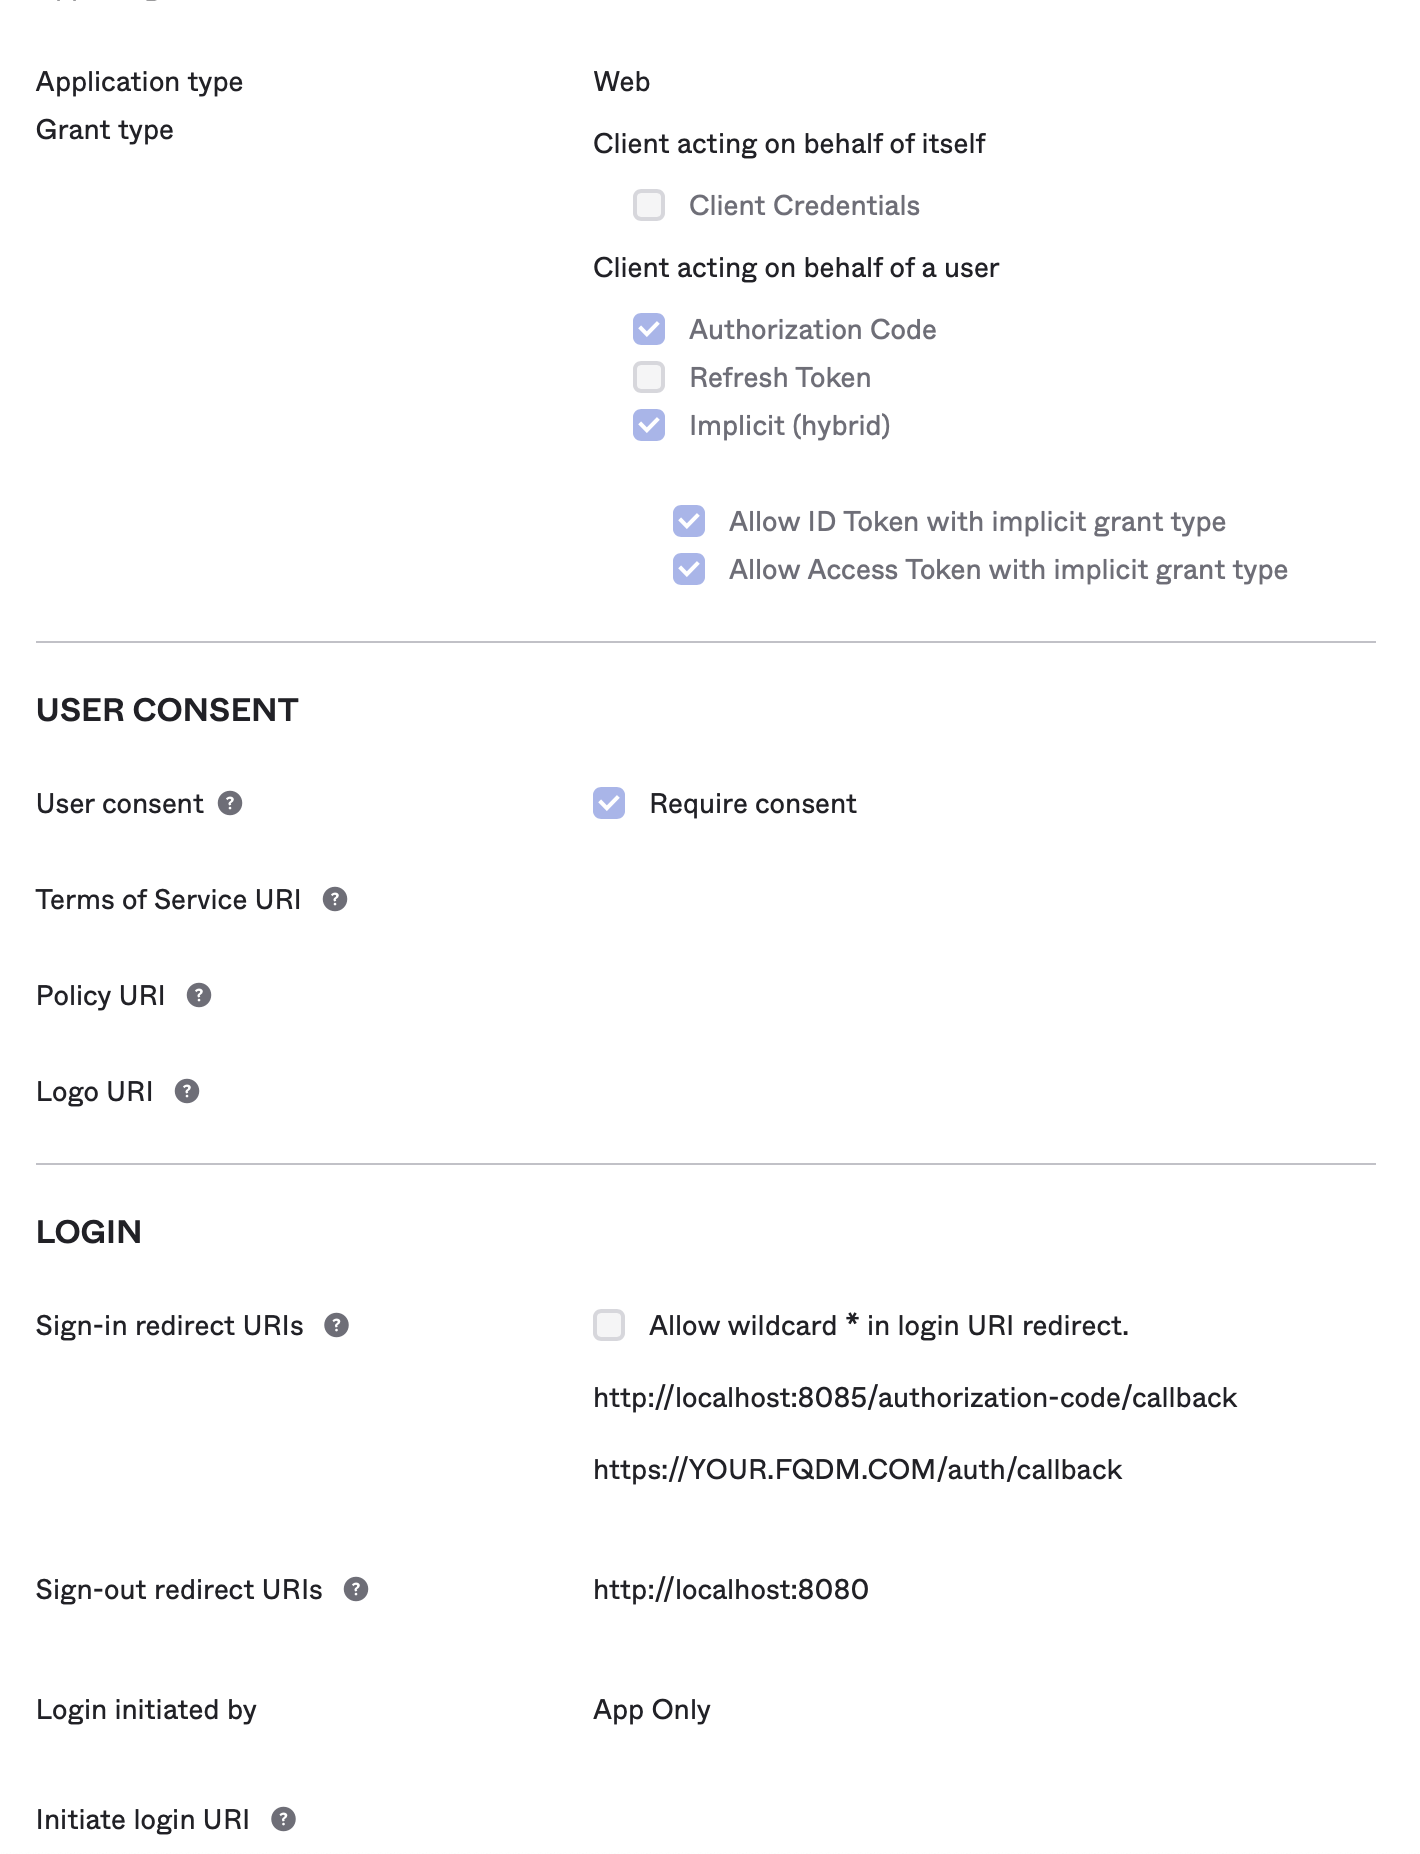 Application type
Web
Grant type
Client acting on behalf of itself
Client Credentials
Client acting on behalf of a user
Authorization Code
Refresh Token
Implicit (hybrid)
Allow ID Token with implicit grant type
Allow Access Token with implicit grant type
USER CONSENT
User consent ?
Require consent
Terms of Service URI ?
Policy URI ?
Logo URI ?
LOGIN
Sign-in redirect URIs ?
Allow wildcard * in login URI redirect.
http://localhost:8085/authorization-code/callback
https://YOUR.FQDM.COM/auth/callback
Sign-out redirect URIs ?
http://localhost:8080
Login initiated by
App Only
Initiate login URI ?